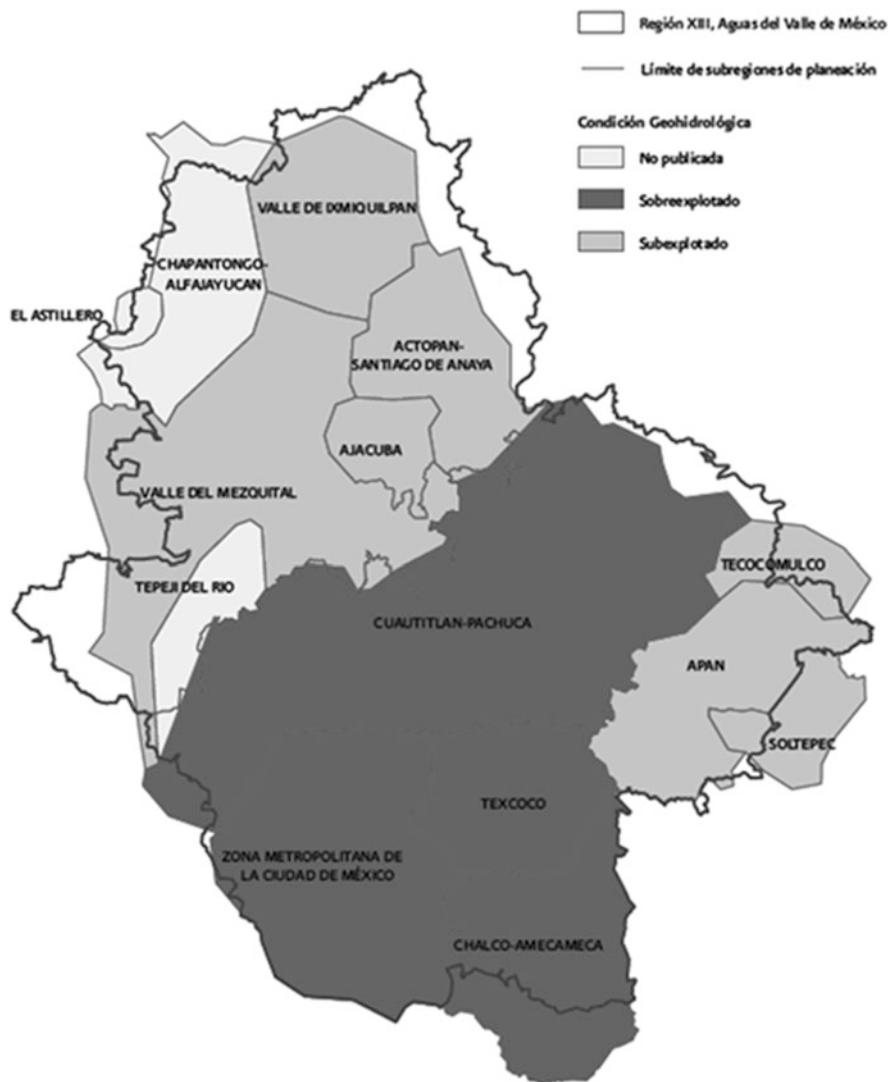 Región XIII, Aguas del Valle de México
Límite de subregiones de planeación
Condición Geohidrológica
No publicada
Sobreexplotado
Subexplotado
VALLE DE IXMIQUILPAN
CHAPANTONGO-
ALFAJAYUCAN
EL ASTILLERO
ACTOPAN-
SANTIAGO DE ANAYA
AJACUBA
VALLE DEL MEZQUITAL
TECOCOMULCO
TEPEJI DEL RIO
CUAUTITLAN-PACHUCA
APAN
SOLTEPEC
TEXCOCO
ZONA METROPOLITANA DE
LA CIUDAD DE MÉXICO
CHALCO-AMECAMECA